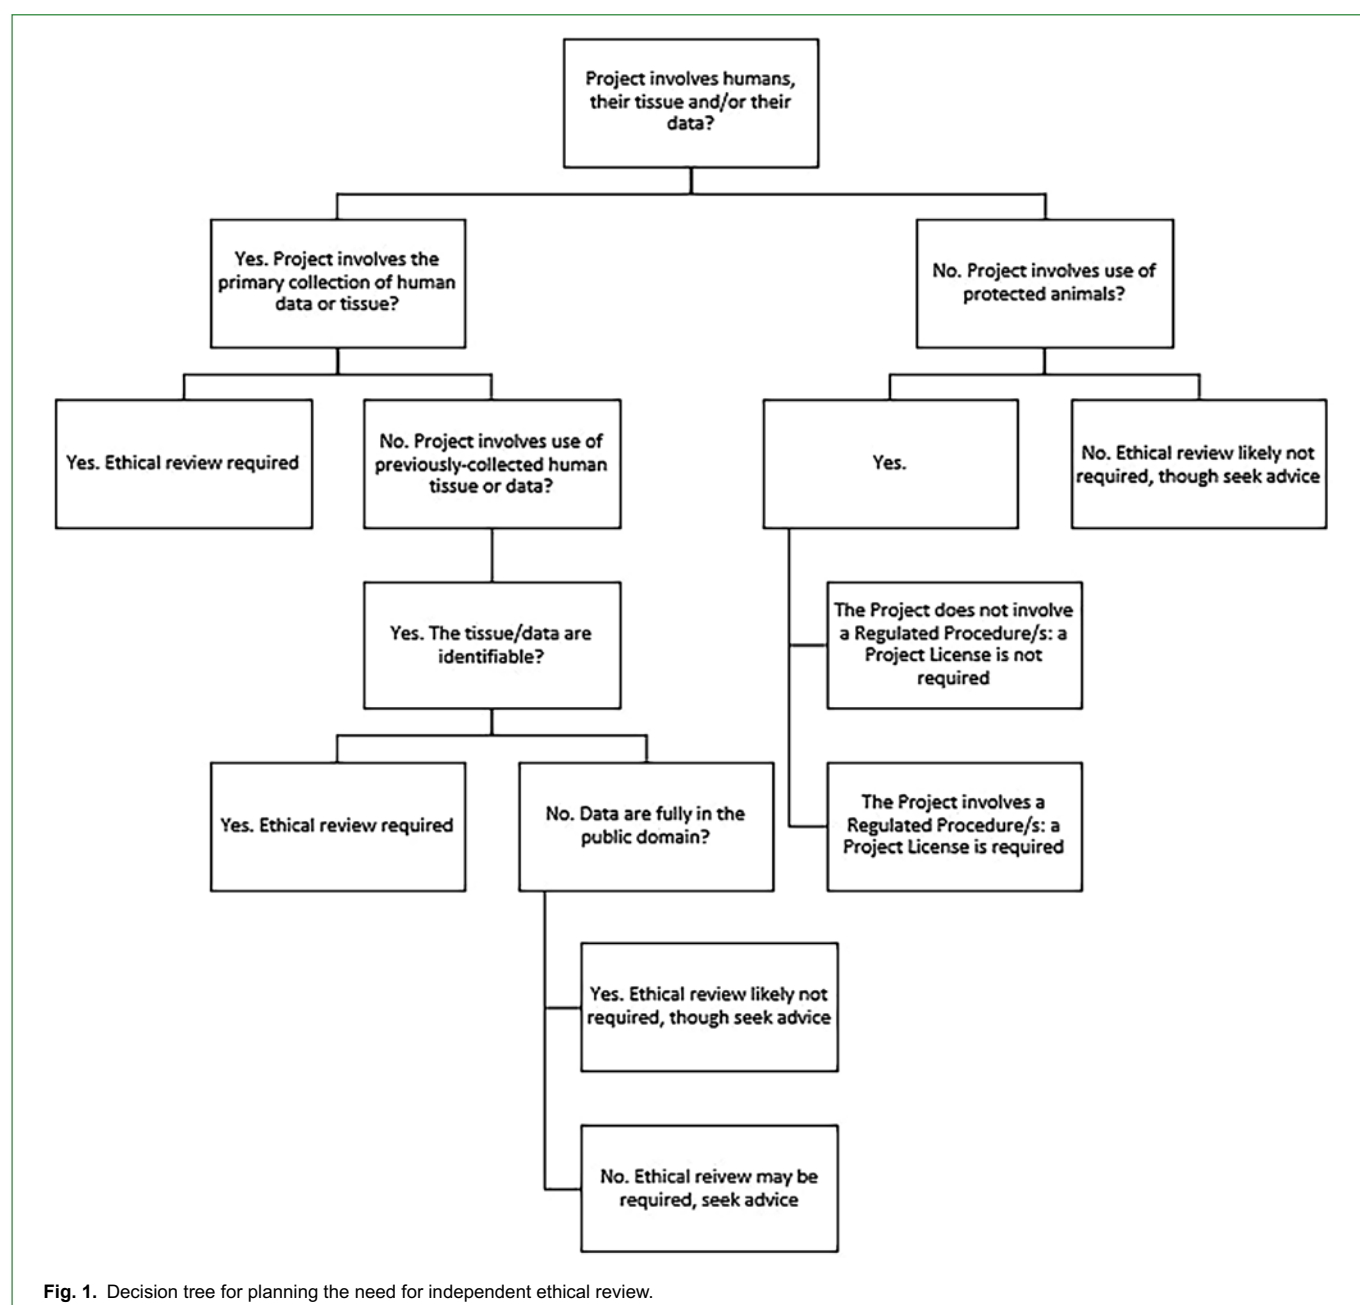 Project involves humans,
their tissue and/or their
data?
Yes. Project involves the
primary collection of human
data or tissue?
No. Project involves use of
protected animals?
Yes. Ethical review required
No. Project involves use of
previously-collected human
tissue or data?
Yes.
No. Ethical review likely not
required, though seek advice
Yes. The tissue/data are
identifiable?
The Project does not involve
a Regulated Procedure/s: a
Project License is not
required
Yes. Ethical review required
No. Data are fully in the
public domain?
The Project involves a
Regulated Procedure/s: a
Project License is required
Yes. Ethical review likely not
required, though seek advice
No. Ethical reivew may be
required, seek advice
Fig. 1. Decision tree for planning the need for independent ethical review.